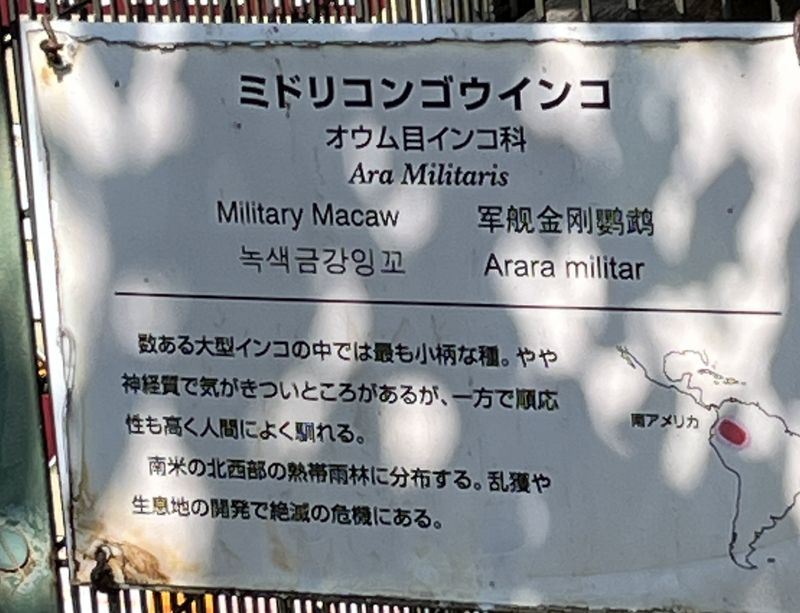 ミドリコンゴウインコ
オウム目インコ科
Ara Militaris
Military Macaw 军舰金刚鹦鹉
녹색금강잉꼬 Arara militar
数ある大型インコの中では最も小柄な種。やや
神経質で気がきついところがあるが、一方で順応
性も高く人間によく馴れる。
南アメリカ
南米の北西部の熱帯雨林に分布する。乱獲や
生息地の開発で絶滅の危機にある。